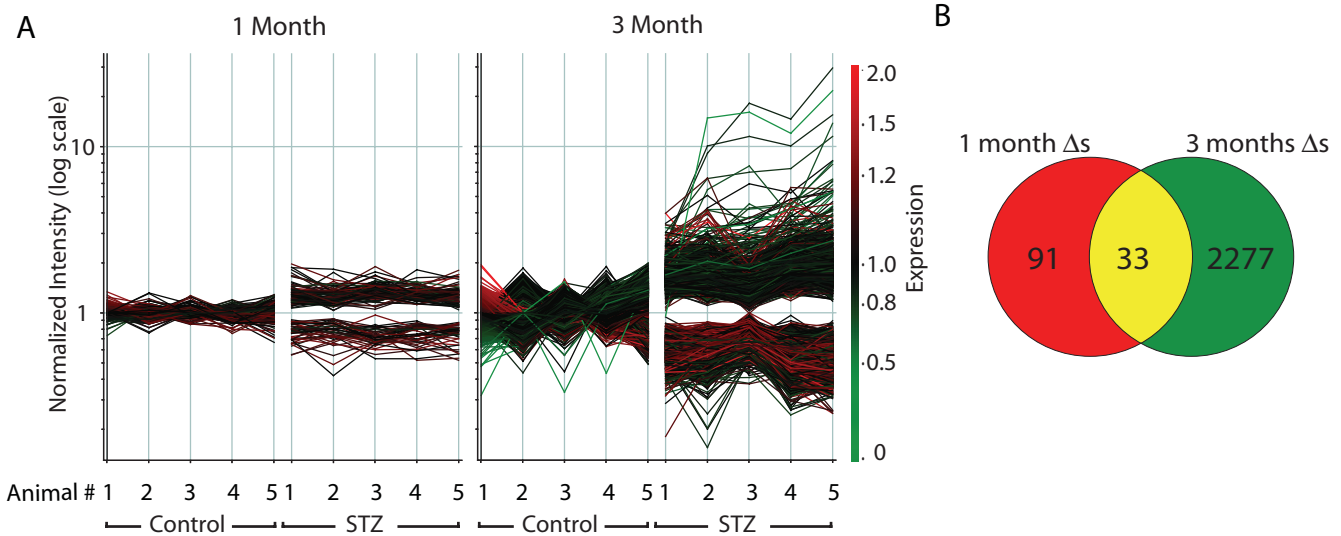 A
1 Month
3 Month
B
Normalized Intensity (log scale)
10
1
2.0
1.5
1.2
1.0
0.8
0.5
0
Expression
1 month Δs
3 months Δs
91
33
2277
Animal # 1 2 3 4 5 1 2 3 4 5 1 2 3 4 5 1 2 3 4 5
Control STZ Control STZ